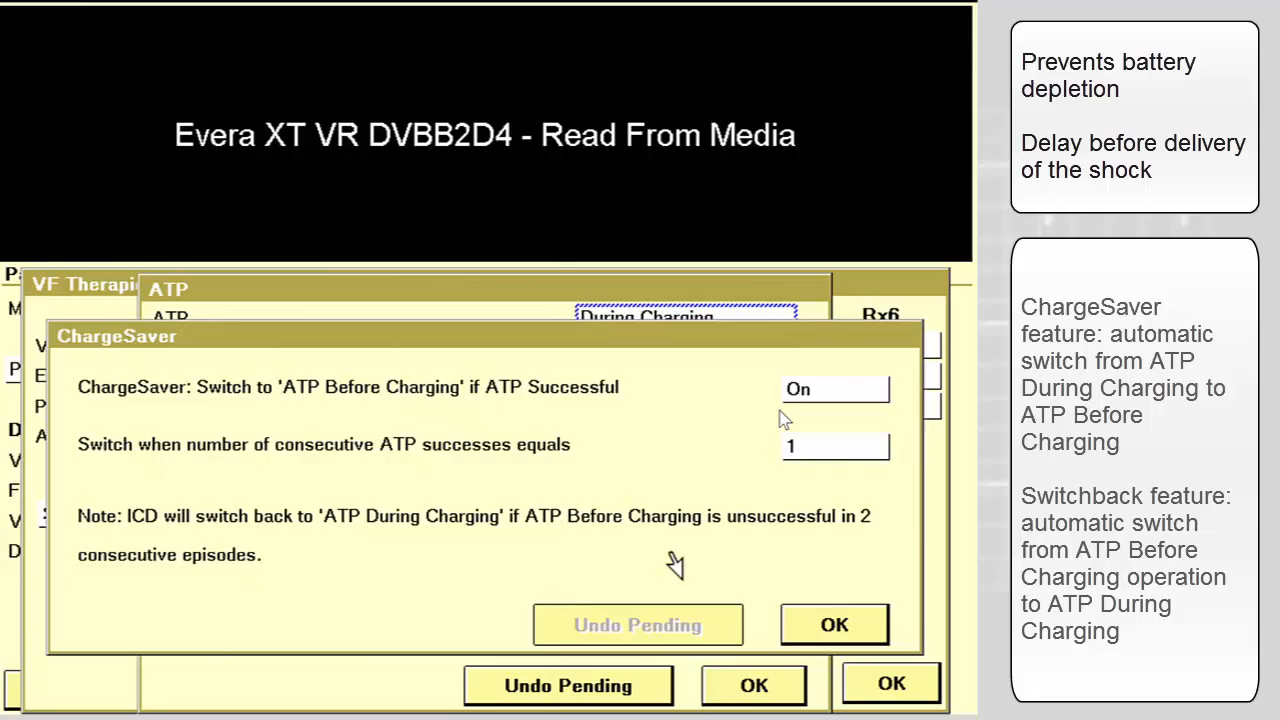 Evera XT VR DVBB2D4 - Read From Media
Prevents battery
depletion
Delay before delivery
of the shock
VF Therapi
ATP
ATP
During Charging
Rx6
ChargeSaver
ChargeSaver: Switch to 'ATP Before Charging' if ATP Successful
On
Switch when number of consecutive ATP successes equals
1
Note: ICD will switch back to 'ATP During Charging' if ATP Before Charging is unsuccessful in 2
consecutive episodes.
Undo Pending
OK
Undo Pending
OK
OK
ChargeSaver
feature: automatic
switch from ATP
During Charging to
ATP Before
Charging
Switchback feature:
automatic switch
from ATP Before
Charging operation
to ATP During
Charging